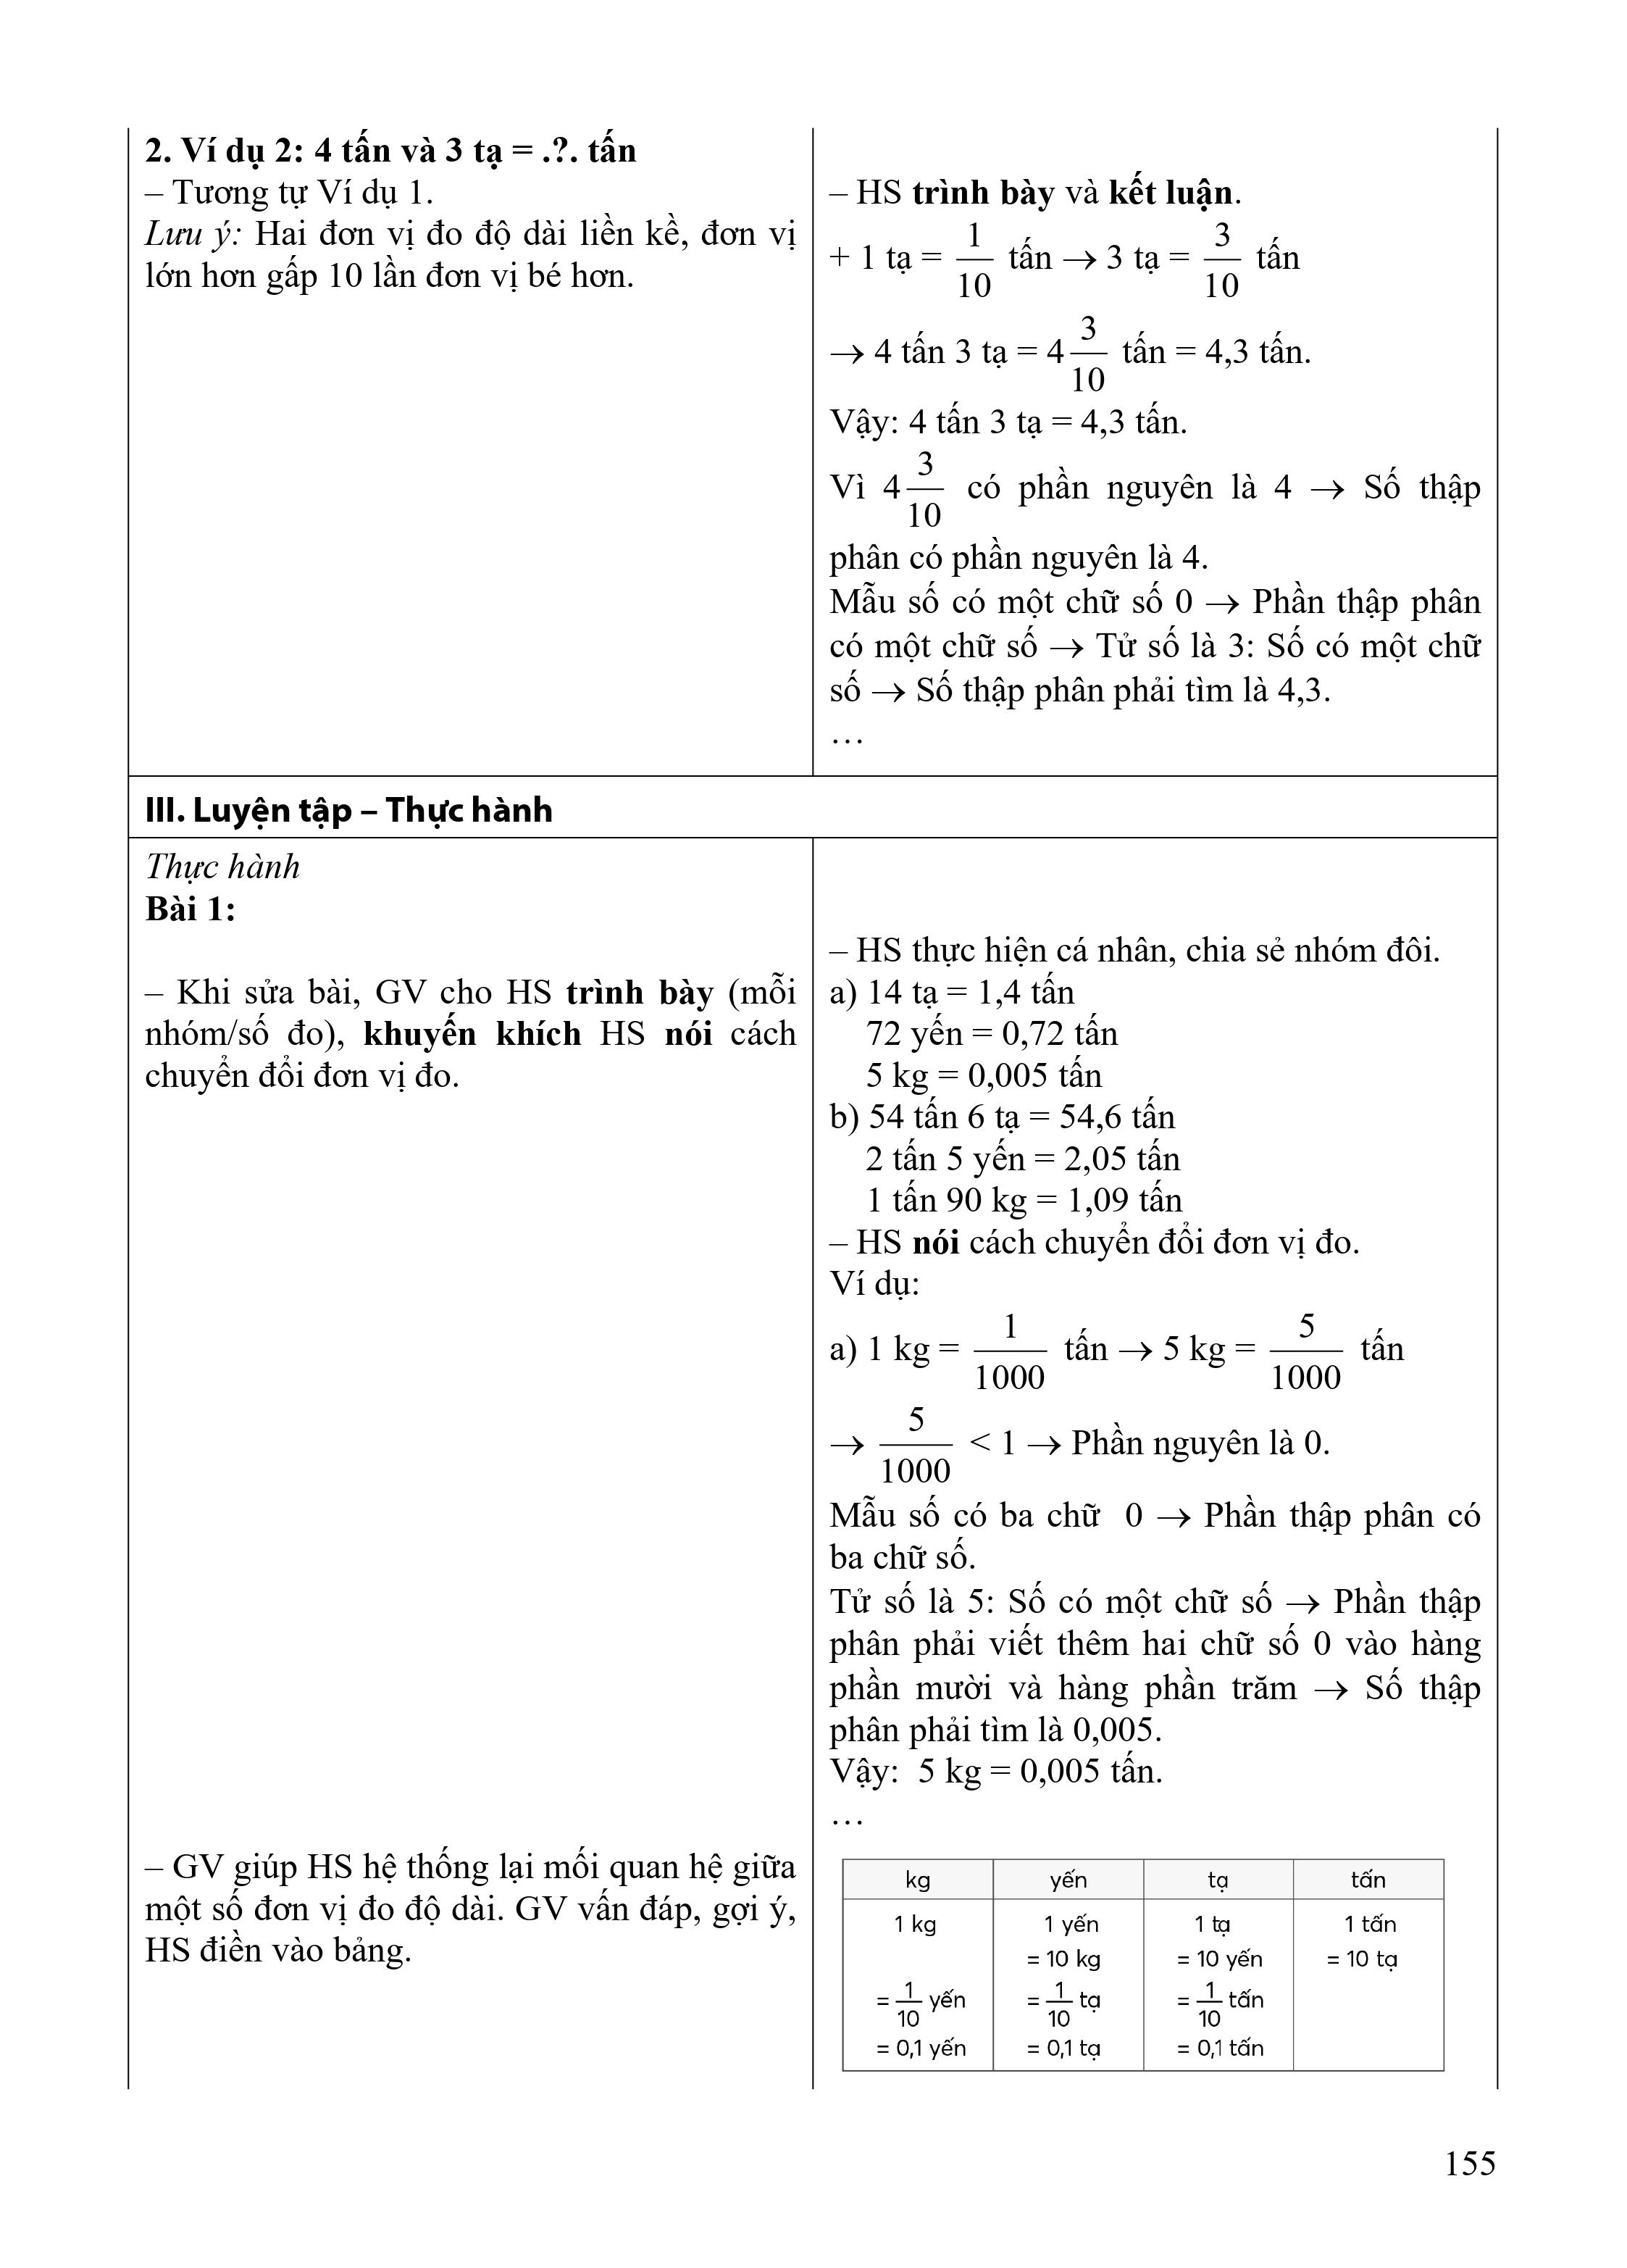 2. Ví dụ 2: 4 tấn và 3 tạ = .?. tấn
– Tương tự Ví dụ 1.
Lưu ý: Hai đơn vị đo độ dài liền kề, đơn vị
lớn hơn gấp 10 lần đơn vị bé hơn.
– HS trình bày và kết luận.
+ 1 tạ = 1/10 tấn → 3 tạ = 3/10 tấn
→ 4 tấn 3 tạ = 4 3/10 tấn = 4,3 tấn.
Vậy: 4 tấn 3 tạ = 4,3 tấn.
Vì 4 3/10 có phần nguyên là 4 → Số thập
phân có phần nguyên là 4.
Mẫu số có một chữ số 0 → Phần thập phân
có một chữ số → Tử số là 3: Số có một chữ
số → Số thập phân phải tìm là 4,3.
…
III. Luyện tập – Thực hành
Thực hành
Bài 1:
– Khi sửa bài, GV cho HS trình bày (mỗi
nhóm/số đo), khuyến khích HS nói cách
chuyển đổi đơn vị đo.
– HS thực hiện cá nhân, chia sẻ nhóm đôi.
a) 14 tạ = 1,4 tấn
72 yến = 0,72 tấn
5 kg = 0,005 tấn
b) 54 tấn 6 tạ = 54,6 tấn
2 tấn 5 yến = 2,05 tấn
1 tấn 90 kg = 1,09 tấn
– HS nói cách chuyển đổi đơn vị đo.
Ví dụ:
a) 1 kg = 1/1000 tấn → 5 kg = 5/1000 tấn
→ 5/1000 < 1 → Phần nguyên là 0.
Mẫu số có ba chữ 0 → Phần thập phân có
ba chữ số.
Tử số là 5: Số có một chữ số → Phần thập
phân phải viết thêm hai chữ số 0 vào hàng
phần mười và hàng phần trăm → Số thập
phân phải tìm là 0,005.
Vậy: 5 kg = 0,005 tấn.
…
– GV giúp HS hệ thống lại mối quan hệ giữa
một số đơn vị đo độ dài. GV vấn đáp, gợi ý,
HS điền vào bảng.
kg yến tạ tấn
1 kg 1 yến 1 tạ 1 tấn
= 10 kg = 10 yến = 10 tạ
= 1/10 yến = 1/10 tạ = 1/10 tấn
= 0,1 yến = 0,1 tạ = 0,1 tấn
155